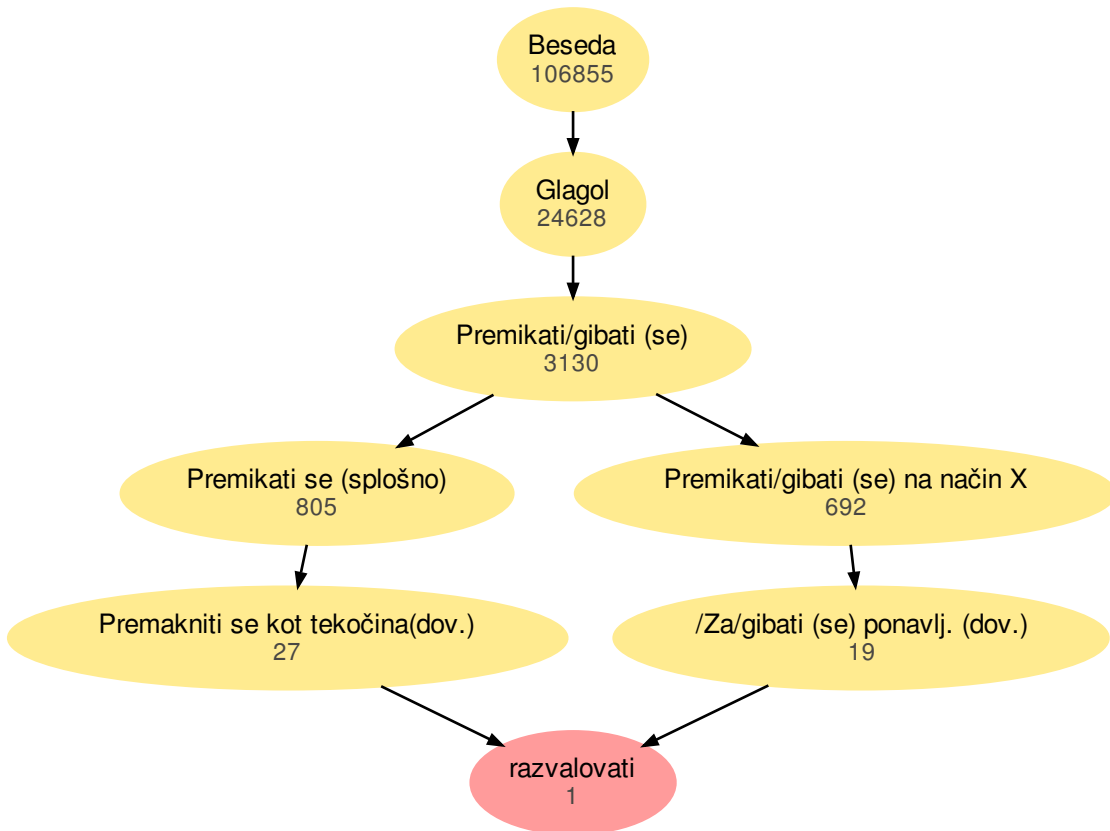 Beseda
106855
Glagol
24628
Premikati/gibati (se)
3130
Premikati se (splošno)
805
Premikati/gibati (se) na način X
692
Premakniti se kot tekočina(dov.)
27
/Za/gibati (se) ponavlj. (dov.)
19
razvalovati
1